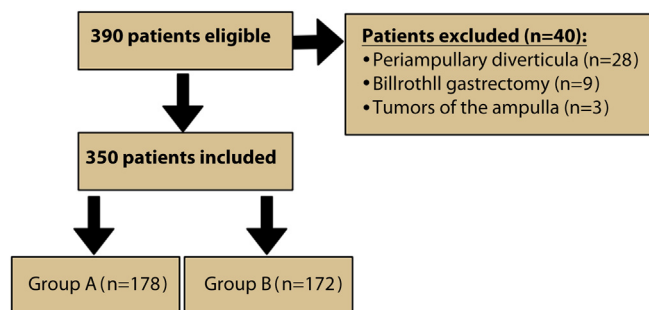 390 patients eligible
Patients excluded (n=40):
•Periampullary diverticula (n=28)
•Billrothll gastrectomy (n=9)
•Tumors of the ampulla (n=3)
350 patients included
Group A (n=178)
Group B (n=172)